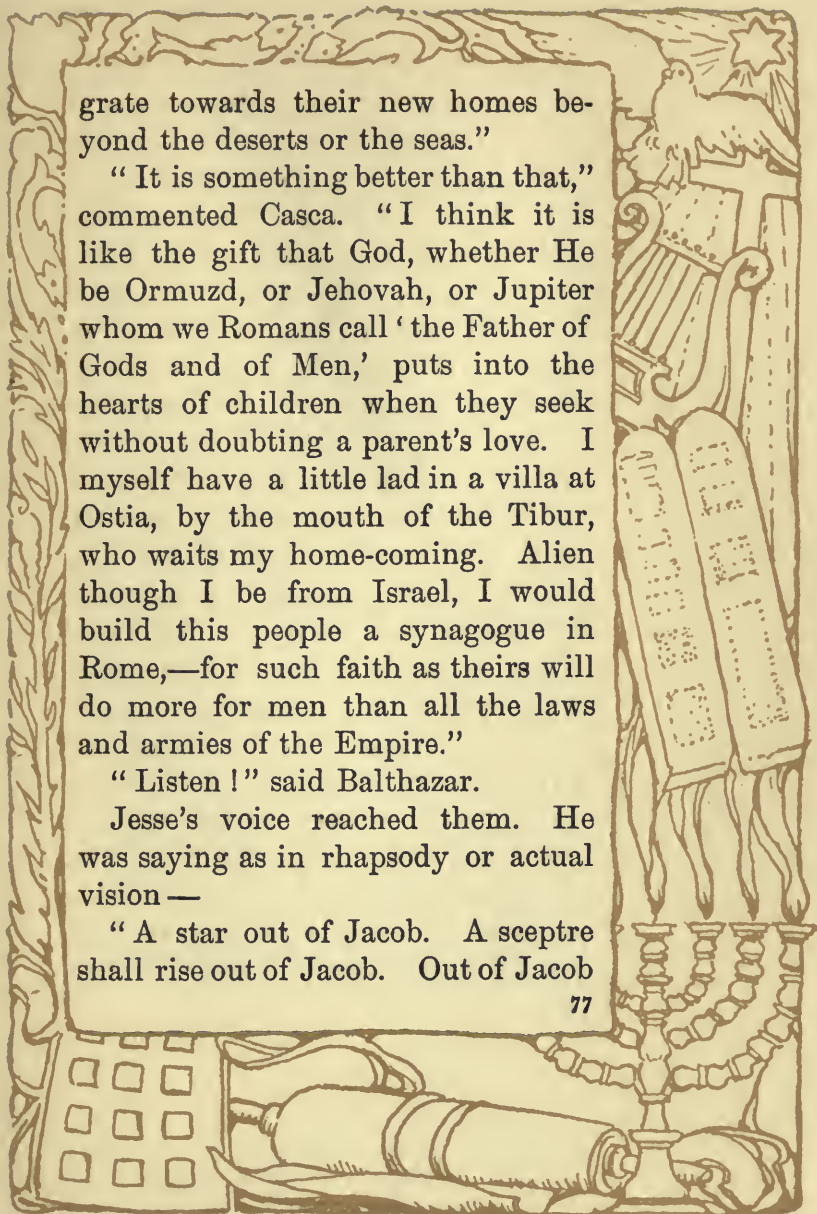 grate towards their new homes be-
yond the deserts or the seas."
" It is something better than that,"
commented Casca. "I think it is
like the gift that God, whether He
be Ormuzd, or Jehovah, or Jupiter
whom we Romans call ' the Father of
Gods and of Men,' puts into the
hearts of children when they seek
without doubting a parent's love. I
myself have a little lad in a villa at
Ostia, by the mouth of the Tibur,
who waits my home-coming. Alien
though I be from Israel, I would
build this people a synagogue in
Rome,—for such faith as theirs will
do more for men than all the laws
and armies of the Empire."
" Listen !" said Balthazar.
Jesse's voice reached them. He
was saying as in rhapsody or actual
vision —
" A star out of Jacob. A sceptre
shall rise out of Jacob. Out of Jacob
77